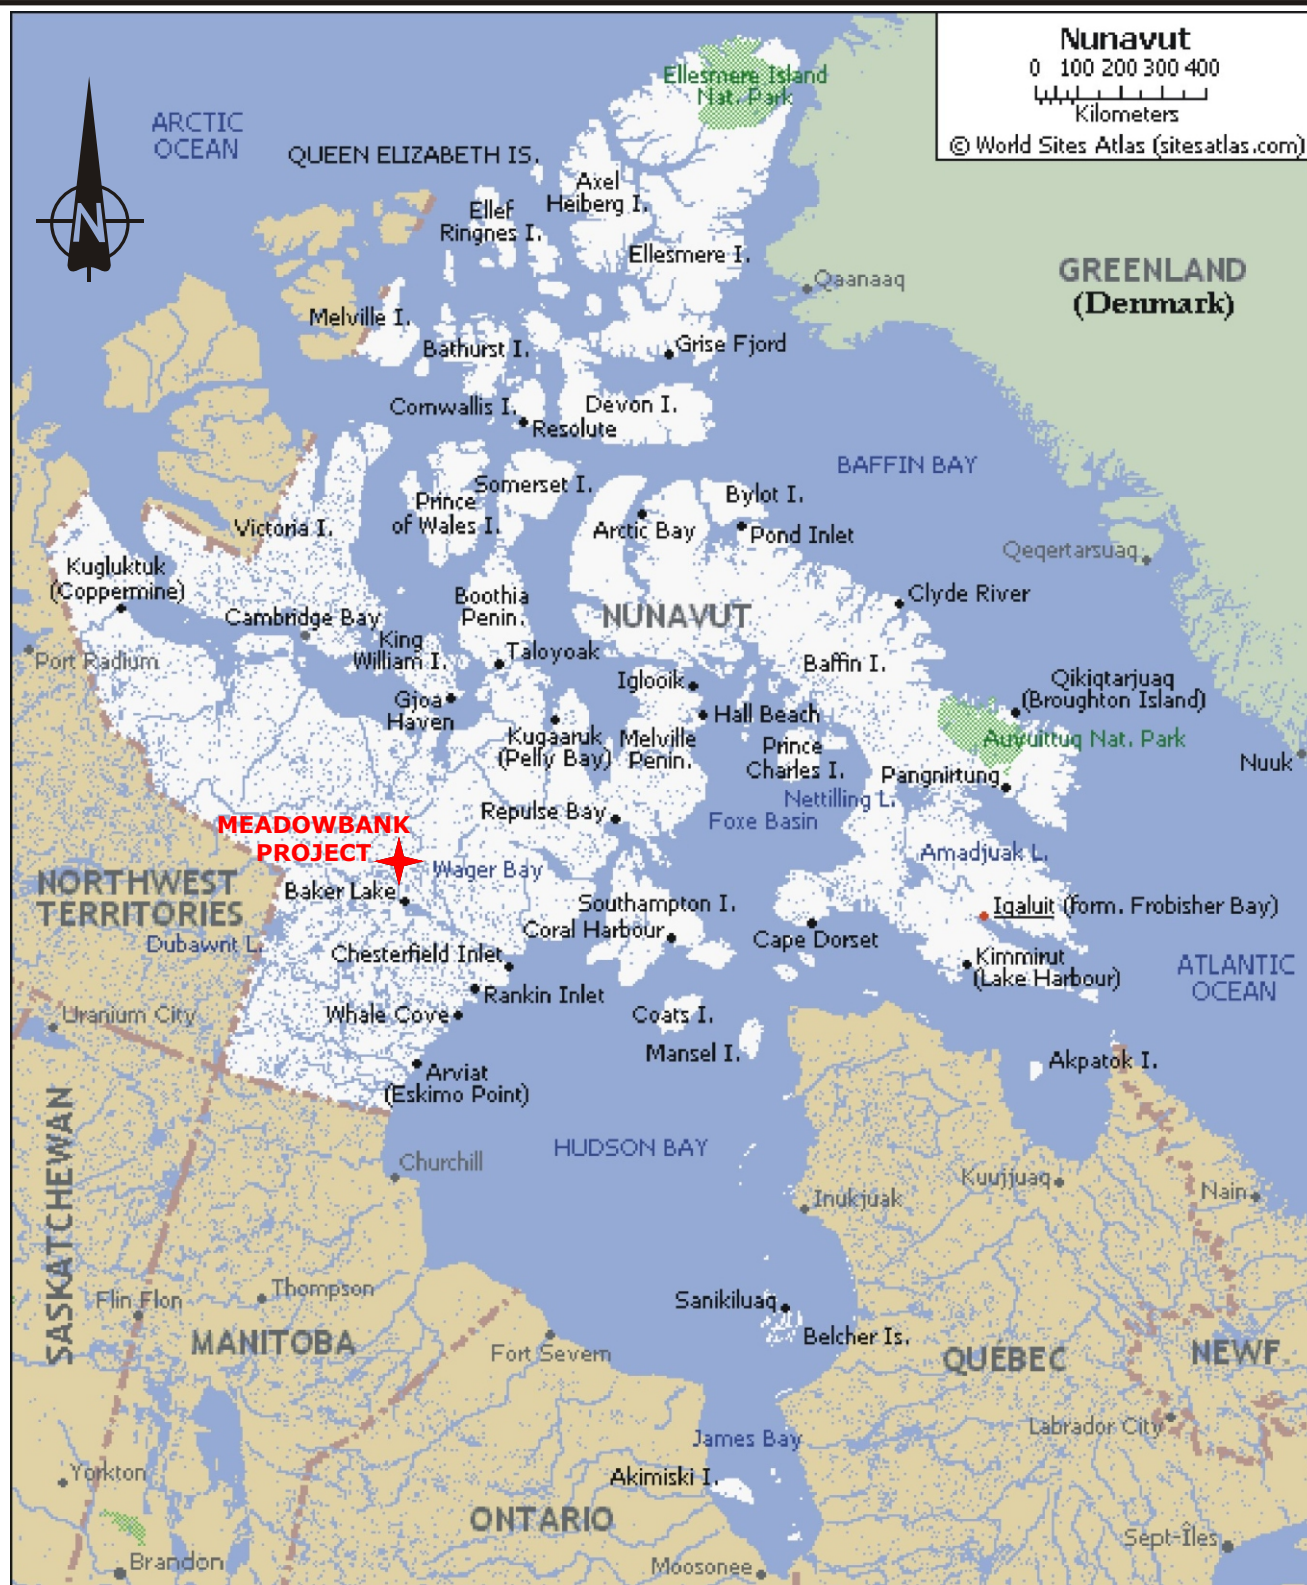 Nunavut
0 100 200 300 400
Kilometers
© World Sites Atlas (sitesatlas.com)
N
ARCTIC
OCEAN
Ellesmere Island
Nat. Park
QUEEN ELIZABETH IS.
Axel
Heiberg I.
Ellef
Ringnes I.
Ellesmere I.
Qaanaaq
GREENLAND
(Denmark)
Melville I.
Bathurst I.
Grise Fjord
Cornwallis I.
Resolute
Devon I.
BAFFIN BAY
Somerset I.
Prince
of Wales I.
Bylot I.
Victoria I.
Arctic Bay
Pond Inlet
Qeqertarsuaq
Kugluktuk
(Coppermine)
Boothia
Penin.
Clyde River
NUNAVUT
Cambridge Bay
King
William I.
Taloyoak
Port Radium
Baffin I.
Iglooik
Qikiqtarjuaq
(Broughton Island)
Gjoa
Haven
Hall Beach
Kugaaruk
(Pelly Bay)
Melville
Penin.
Prince
Charles I.
Auyuittuq Nat. Park
Nuuk
Pangnirtung
Nettilling L.
Repulse Bay
Foxe Basin
MEADOWBANK
PROJECT
Amadjuak L.
Wager Bay
NORTHWEST
TERRITORIES
Baker Lake
Southampton I.
Iqaluit (form. Frobisher Bay)
Dubawnt L.
Coral Harbour
Cape Dorset
Chesterfield Inlet
Kimmirut
(Lake Harbour)
ATLANTIC
OCEAN
Rankin Inlet
Uranium City
Whale Cove
Coats I.
Mansel I.
Akpatok I.
Arviat
(Eskimo Point)
SASKATCHEWAN
HUDSON BAY
Churchill
Kuujjuaq
Nain
Inukjuak
Thompson
Flin Flon
Sanikiluaq
Belcher Is.
MANITOBA
Fort Severn
QUÉBEC
NEWF.
Labrador City
James Bay
Yorkton
Akimiski I.
ONTARIO
Sept-Îles
Brandon
Moosonee